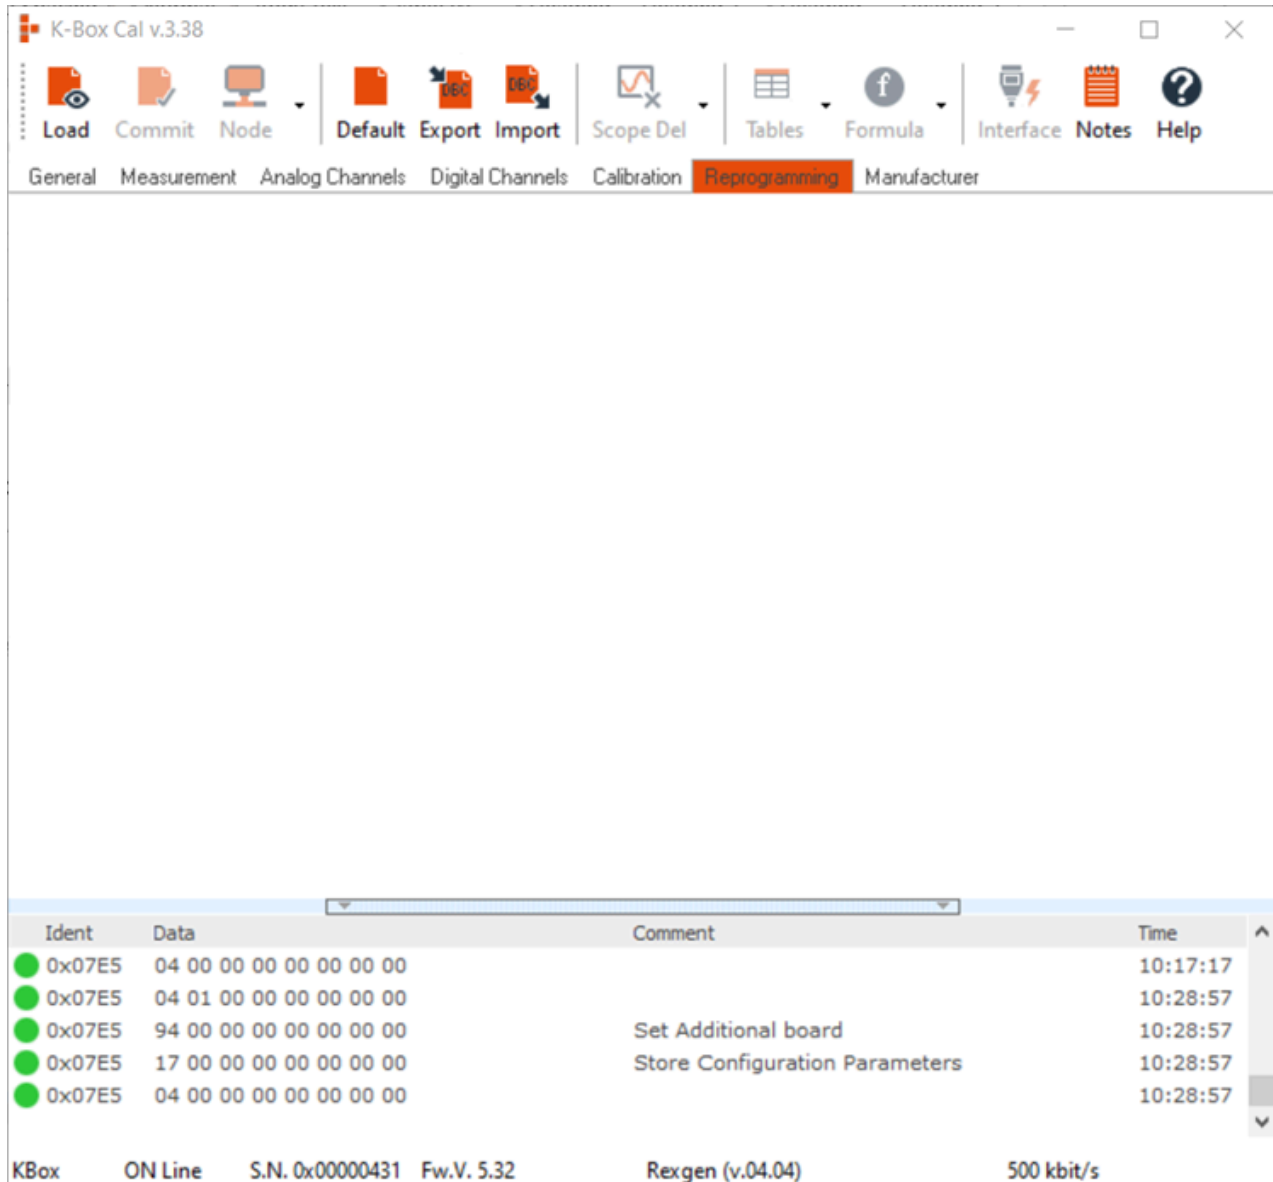 K-Box Cal v.3.38
Load Commit Node Default Export Import Scope Del Tables Formula Interface Notes Help
DBC DBC f
General Measurement Analog Channels Digital Channels Calibration Reprogramming Manufacturer
Ident Data Comment Time
0x07E5 04 00 00 00 00 00 00 00 10:17:17
0x07E5 04 01 00 00 00 00 00 00 10:28:57
0x07E5 94 00 00 00 00 00 00 00 Set Additional board 10:28:57
0x07E5 17 00 00 00 00 00 00 00 Store Configuration Parameters 10:28:57
0x07E5 04 00 00 00 00 00 00 00 10:28:57
KBox ON Line S.N. 0x00000431 Fw.V. 5.32 Rexgen (v.04.04) 500 kbit/s